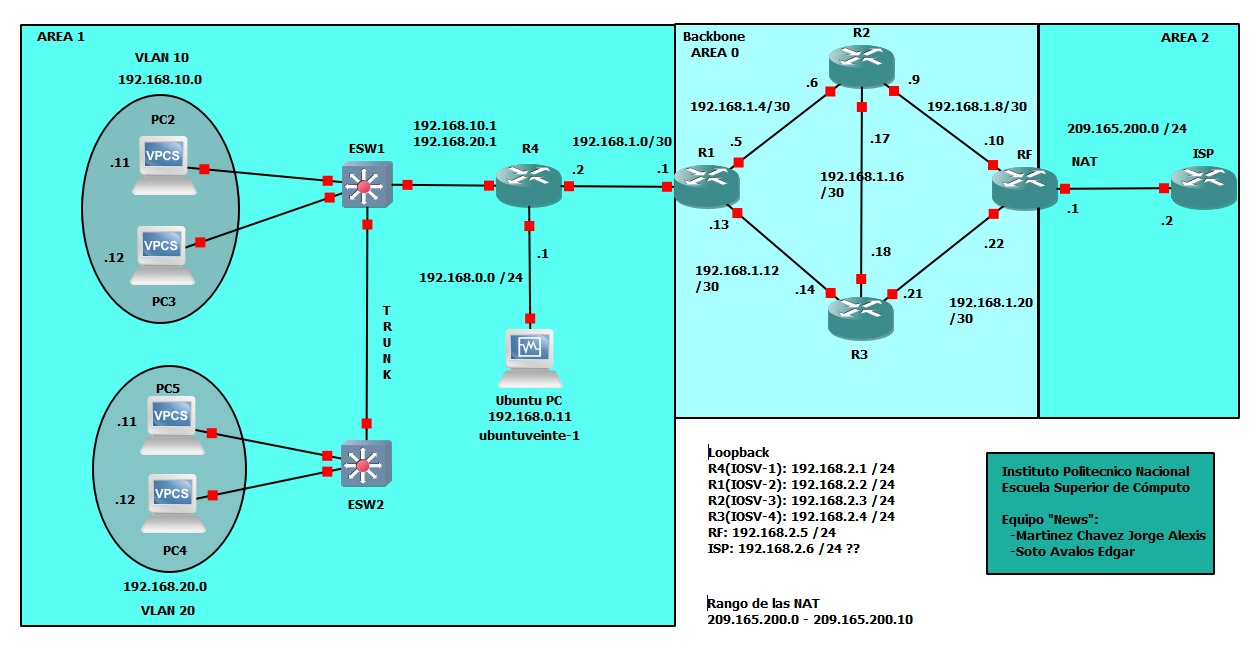 AREA 1
VLAN 10
192.168.10.0
PC2
.11
VPCS
.12
VPCS
PC3
ESW1
192.168.10.1
192.168.20.1
R4
.2
192.168.1.0/30
.1
.1
192.168.0.0 /24
Ubuntu PC
192.168.0.11
ubuntuveinte-1
T
R
U
N
K
PC5
.11
VPCS
.12
VPCS
PC4
ESW2
192.168.20.0
VLAN 20
Backbone
AREA 0
R2
.6
.9
192.168.1.4/30
192.168.1.8/30
.5
.17
.10
R1
RF
192.168.1.16
/30
.13
.18
.22
192.168.1.12
/30
.14
.21
192.168.1.20
/30
R3
AREA 2
209.165.200.0 /24
NAT
ISP
.1
.2
Loopback
R4(IOSV-1): 192.168.2.1 /24
R1(IOSV-2): 192.168.2.2 /24
R2(IOSV-3): 192.168.2.3 /24
R3(IOSV-4): 192.168.2.4 /24
RF: 192.168.2.5 /24
ISP: 192.168.2.6 /24 ??
Rango de las NAT
209.165.200.0 - 209.165.200.10
Instituto Politecnico Nacional
Escuela Superior de Cómputo
Equipo "News":
-Martinez Chavez Jorge Alexis
-Soto Avalos Edgar